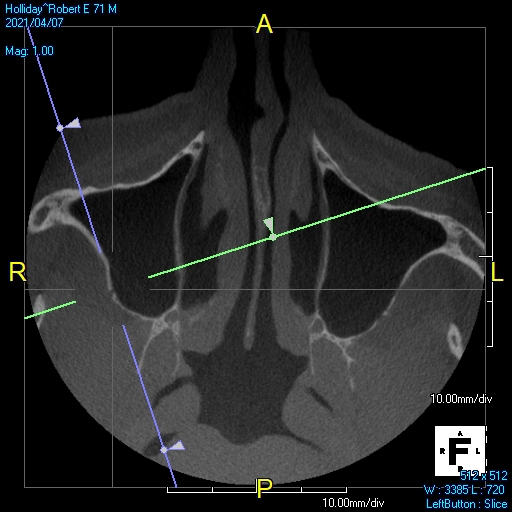 Holliday^Robert E 71 M
2021/04/07
Mag: 1.00
A
R
L
10.00mm/div
A
R F L
P
512 x 512
W : 3385 L : 720
LeftButton : Slice
P
10.00mm/div